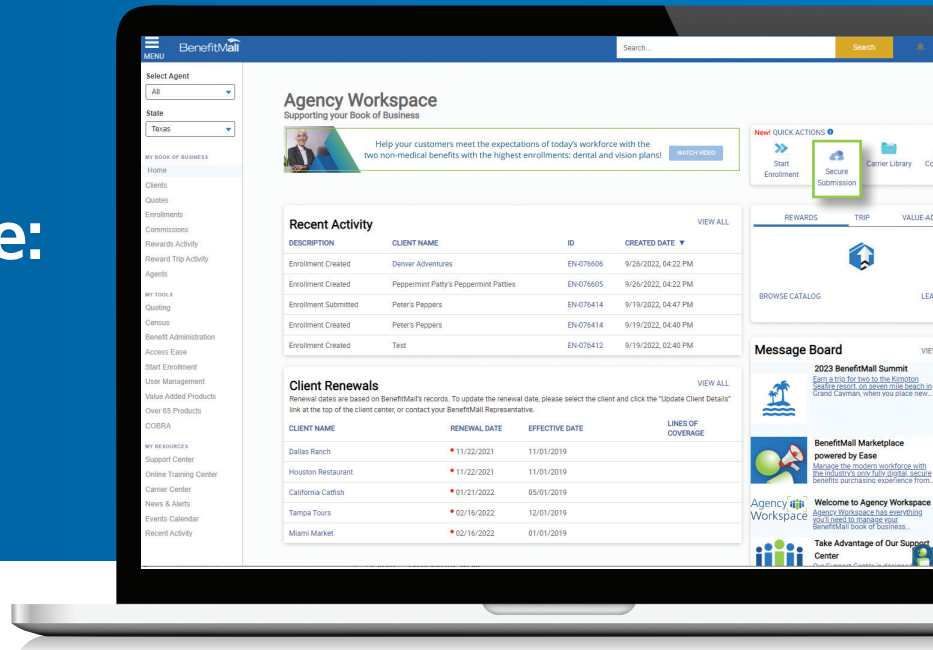 e:
MENU
BenefitMall
Search...
Search
Select Agent
All
State
Texas
MY BOOK OF BUSINESS
Home
Clients
Quotes
Enrollments
Commissions
Rewards Activity
Reward Trip Activity
Agents
MY TOOLS
Quoting
Census
Benefit Administration
Access Ease
Start Enrollment
User Management
Value Added Products
Over 65 Products
COBRA
MY RESOURCES
Support Center
Online Training Center
Carrier Center
News & Alerts
Events Calendar
Recent Activity
Agency Workspace
Supporting your Book of Business
Help your customers meet the expectations of today's workforce with the
two non-medical benefits with the highest enrollments: dental and vision plans!
WATCH VIDEO
New! QUICK ACTIONS
Start
Enrollment
Secure
Submission
Carrier Library
Co
Recent Activity
VIEW ALL
DESCRIPTION CLIENT NAME ID CREATED DATE ▼
Enrollment Created Denver Adventures EN-076606 9/26/2022, 04:22 PM
Enrollment Created Peppermint Patty's Peppermint Patties EN-076605 9/26/2022, 04:22 PM
Enrollment Submitted Peter's Peppers EN-076414 9/19/2022, 04:47 PM
Enrollment Created Peter's Peppers EN-076414 9/19/2022, 04:40 PM
Enrollment Created Test EN-076412 9/19/2022, 02:40 PM
REWARDS TRIP VALUE-AD
BROWSE CATALOG LEA
Client Renewals
VIEW ALL
Renewal dates are based on BenefitMall's records. To update the renewal date, please select the client and click the "Update Client Details"
link at the top of the client center, or contact your BenefitMall Representative.
CLIENT NAME RENEWAL DATE EFFECTIVE DATE LINES OF
COVERAGE
Dallas Ranch 11/22/2021 11/01/2019
Houston Restaurant 11/22/2021 11/01/2019
California Catfish 01/21/2022 05/01/2019
Tampa Tours 02/16/2022 12/01/2019
Miami Market 02/16/2022 01/01/2019
Message Board
VIE
2023 BenefitMall Summit
Earn a trip for two to the Kimpton
Seafire resort, on seven mile beach in
Grand Cayman, when you place new...
BenefitMall Marketplace
powered by Ease
Manage the modern workforce with
the industry's only fully digital, secure
benefits purchasing experience from...
Agency
Workspace
Welcome to Agency Workspace
Agency Workspace has everything
you'll need to manage your
BenefitMall book of business...
Take Advantage of Our Support
Center